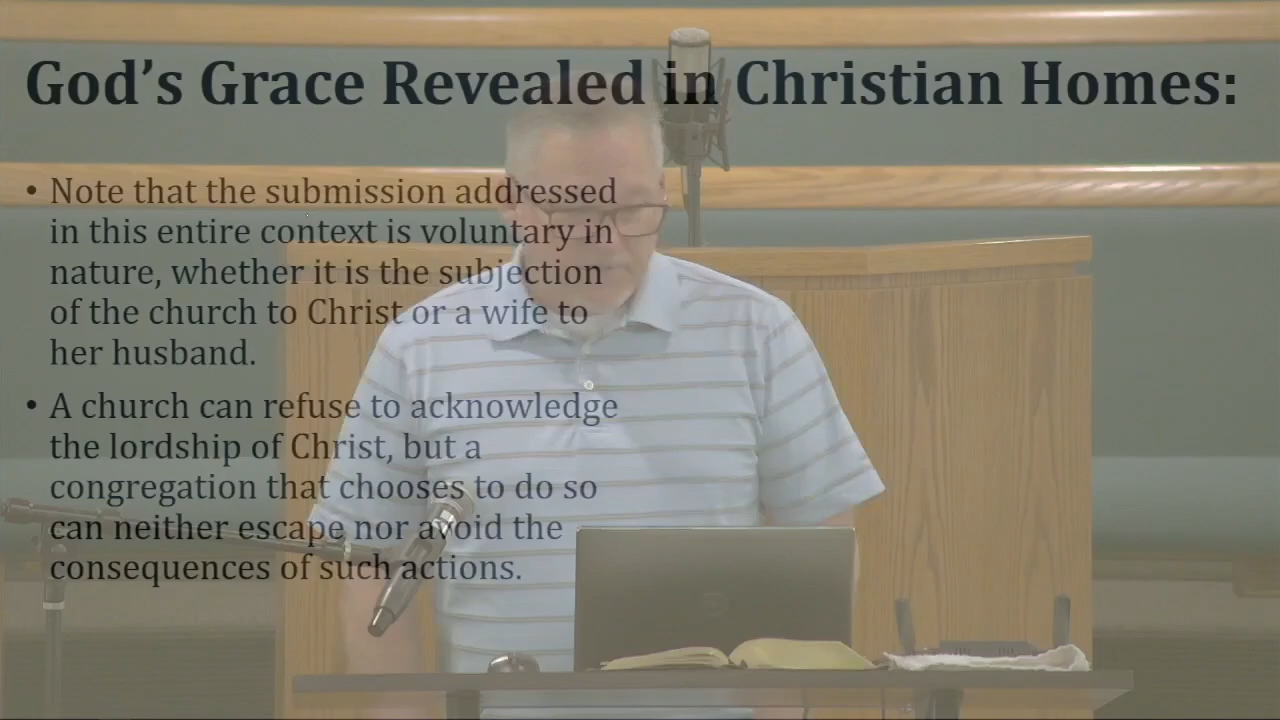 God’s Grace Revealed in Christian Homes:
• Note that the submission addressed
in this entire context is voluntary in
nature, whether it is the subjection
of the church to Christ or a wife to
her husband.
• A church can refuse to acknowledge
the lordship of Christ, but a
congregation that chooses to do so
can neither escape nor avoid the
consequences of such actions.